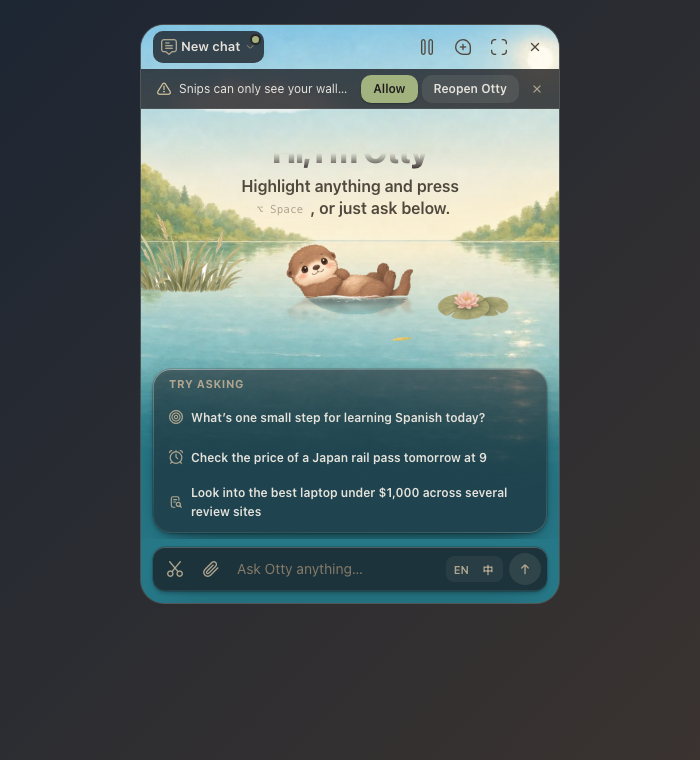 New chat
Snips can only see your wall...
Allow
Reopen Otty
Hi, I'm Otty
Highlight anything and press
⌥ Space , or just ask below.
TRY ASKING
What's one small step for learning Spanish today?
Check the price of a Japan rail pass tomorrow at 9
Look into the best laptop under $1,000 across several
review sites
Ask Otty anything...
EN 中